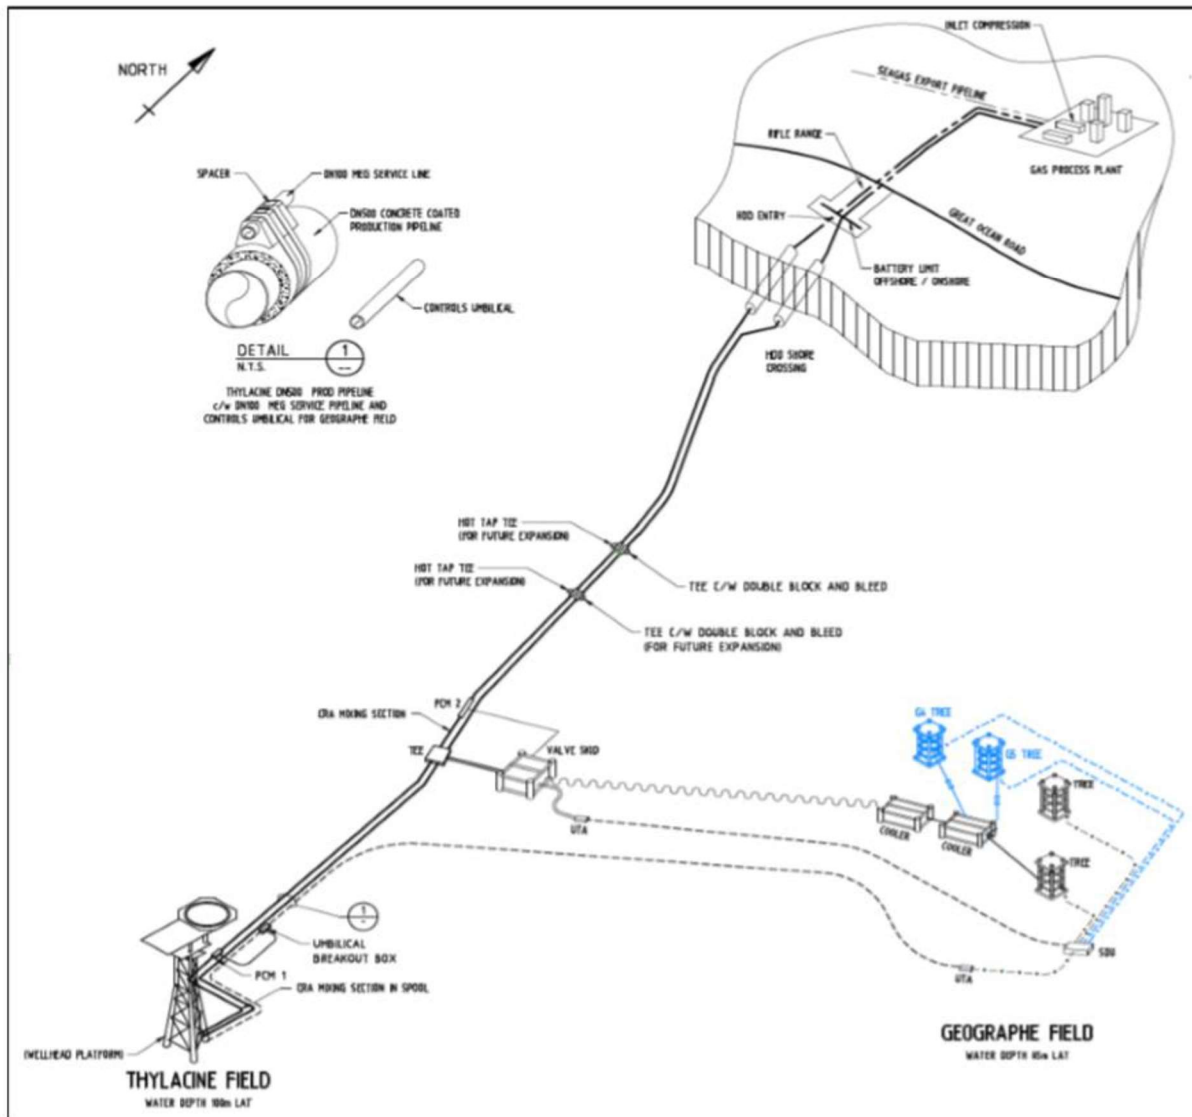 INLET COMPRESSION
NORTH
SEAGAS EXPORT PIPELINE
RIFLE RANGE
GAS PROCESS PLANT
SPACER
DN100 MEG SERVICE LINE
DN500 CONCRETE COATED
PRODUCTION PIPELINE
HDD ENTRY
GREAT OCEAN ROAD
BATTERY LIMIT
OFFSHORE / ONSHORE
CONTROLS UMBILICAL
DETAIL
1
--
N.T.S.
HDD SHORE
CROSSING
THYLACINE DN500 PROD PIPELINE
c/w DN100 MEG SERVICE PIPELINE AND
CONTROLS UMBILICAL FOR GEOGRAPHE FIELD
HOT TAP TEE
(FOR FUTURE EXPANSION)
HOT TAP TEE
(FOR FUTURE EXPANSION)
TEE C/W DOUBLE BLOCK AND BLEED
TEE C/W DOUBLE BLOCK AND BLEED
(FOR FUTURE EXPANSION)
PCM 2
CRA MIXING SECTION
G4 TREE
G5 TREE
TEE
VALVE SKID
TREE
UTA
COOLER
COOLER
TREE
1
-
UMBILICAL
BREAKOUT BOX
SDU
PCM 1
UTA
CRA MIXING SECTION IN SPOOL
(WELLHEAD PLATFORM)
GEOGRAPHE FIELD
WATER DEPTH 85m LAT
THYLACINE FIELD
WATER DEPTH 100m LAT